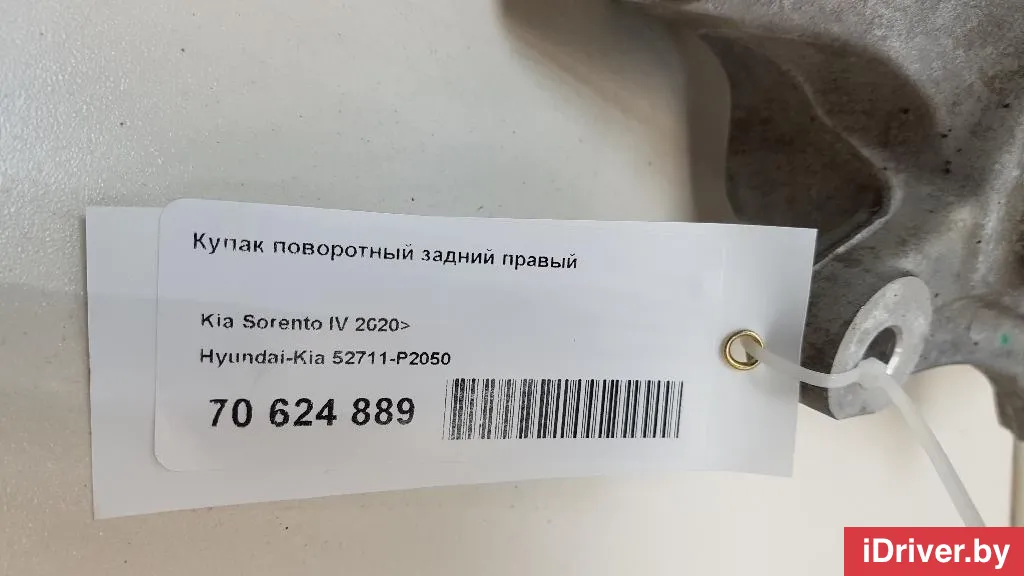 Кулак поворотный задний правый
Kia Sorento IV 2020>
Hyundai-Kia 52711-P2050
70 624 889
iDriver.by